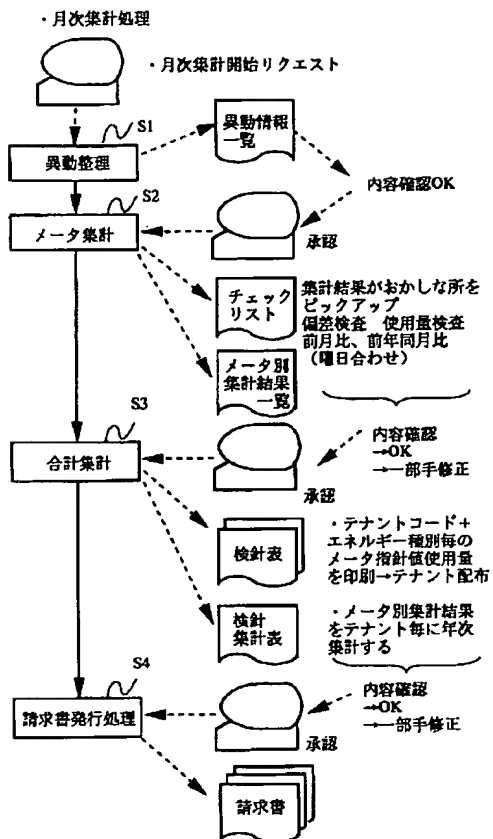 ・月次集計処理
・月次集計開始リクエスト
S1
異動整理
異動情報
一覧
内容確認OK
S2
メータ集計
承認
チェック
リスト
集計結果がおかしな所を
ピックアップ
偏差検査 使用量検査
前月比、前年同月比
(曜日合わせ)
メータ別
集計結果
一覧
S3
合計集計
承認
内容確認
→OK
→一部手修正
検針表
・テナントコード+
エネルギー種別毎の
メータ指針値使用量
を印刷→テナント配布
検針
集計表
・メータ別集計結果
をテナント毎に年次
集計する
S4
請求書発行処理
承認
内容確認
→OK
→一部手修正
請求書